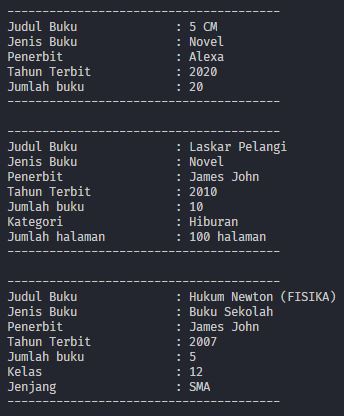 ---------------------------------------
Judul Buku : 5 CM
Jenis Buku : Novel
Penerbit : Alexa
Tahun Terbit : 2020
Jumlah buku : 20
---------------------------------------
---------------------------------------
Judul Buku : Laskar Pelangi
Jenis Buku : Novel
Penerbit : James John
Tahun Terbit : 2010
Jumlah buku : 10
Kategori : Hiburan
Jumlah halaman : 100 halaman
---------------------------------------
---------------------------------------
Judul Buku : Hukum Newton (FISIKA)
Jenis Buku : Buku Sekolah
Penerbit : James John
Tahun Terbit : 2007
Jumlah buku : 5
Kelas : 12
Jenjang : SMA
---------------------------------------